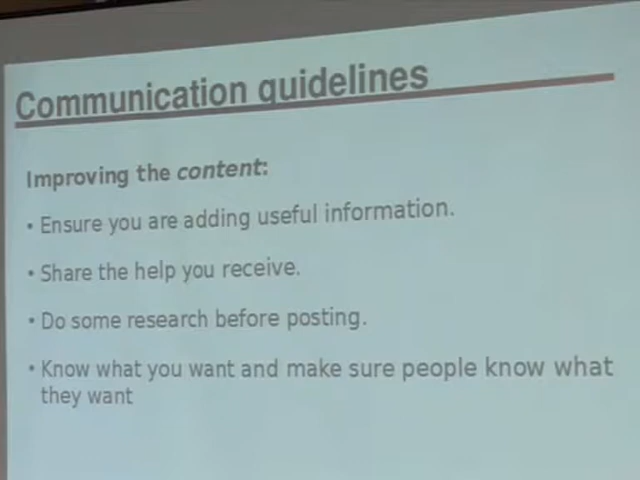 Communication guidelines
Improving the content:
• Ensure you are adding useful information.
• Share the help you receive.
• Do some research before posting.
• Know what you want and make sure people know what
they want